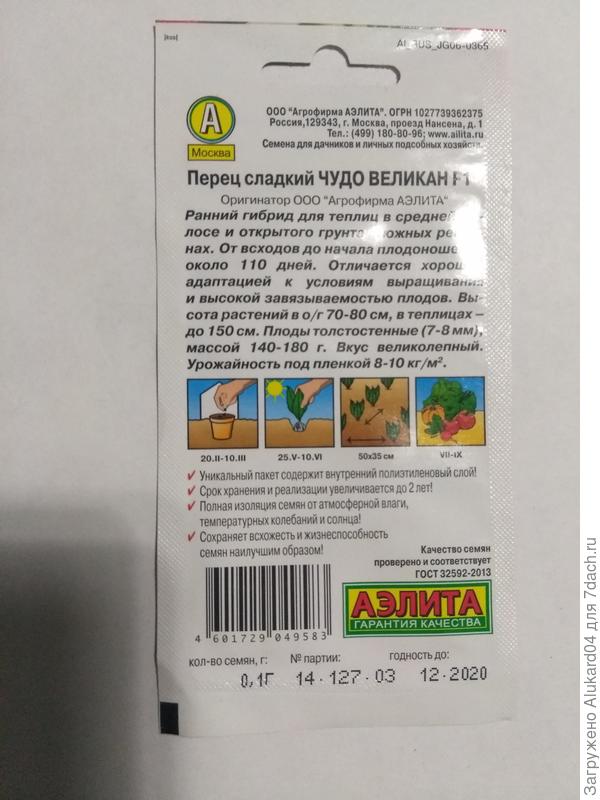 [rus]
AI_RUS_JG06-0365
A
Москва
ООО "Агрофирма АЭЛИТА". ОГРН 1027739362375
Россия,129343, г. Москва, проезд Нансена, д.1
Тел.: (499) 180-80-96; www.ailita.ru
Семена для дачников и личных подсобных хозяйств.
Перец сладкий ЧУДО ВЕЛИКАН F1
Оригинатор ООО "Агрофирма АЭЛИТА"
Ранний гибрид для теплиц в средней
лосе и открытого грунта южных ре
нах. От всходов до начала плодоноше
около 110 дней. Отличается хорош
адаптацией к условиям выращивания
и высокой завязываемостью плодов. Вы-
сота растений в о/г 70-80 см, в теплицах –
до 150 см. Плоды толстостенные (7-8 мм),
массой 140-180 г. Вкус великолепный.
Урожайность под пленкой 8-10 кг/м².
20.II-10.III 25.V-10.VI 50x35 см VII-IX
✓ Уникальный пакет содержит внутренний полиэтиленовый слой!
✓ Срок хранения и реализации увеличивается до 2 лет!
✓ Полная изоляция семян от атмосферной влаги,
температурных колебаний и солнца!
✓ Сохраняет всхожесть и жизнеспособность
семян наилучшим образом!
Качество семян
проверено и соответствует
ГОСТ 32592-2013
АЭЛИТА
ГАРАНТИЯ КАЧЕСТВА
4 601729 049583
кол-во семян, г: № партии: годность до:
0,1Г 14-127-03 12-2020
Загружено Alukard04 для 7dach.ru